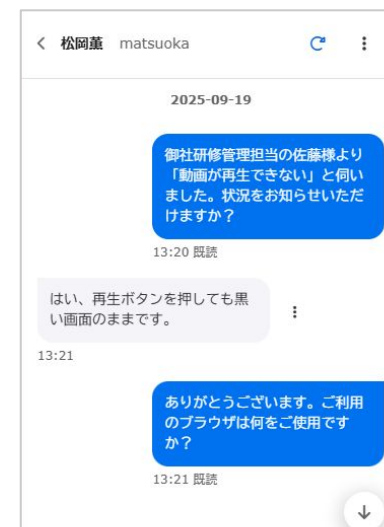 松岡薫 matsuoka
2025-09-19
御社研修管理担当の佐藤様より
「動画が再生できない」と伺い
ました。状況をお知らせいただ
けますか？
13:20 既読
はい、再生ボタンを押しても黒
い画面のままです。
13:21
ありがとうございます。ご利用
のブラウザは何をご使用です
か？
13:21 既読